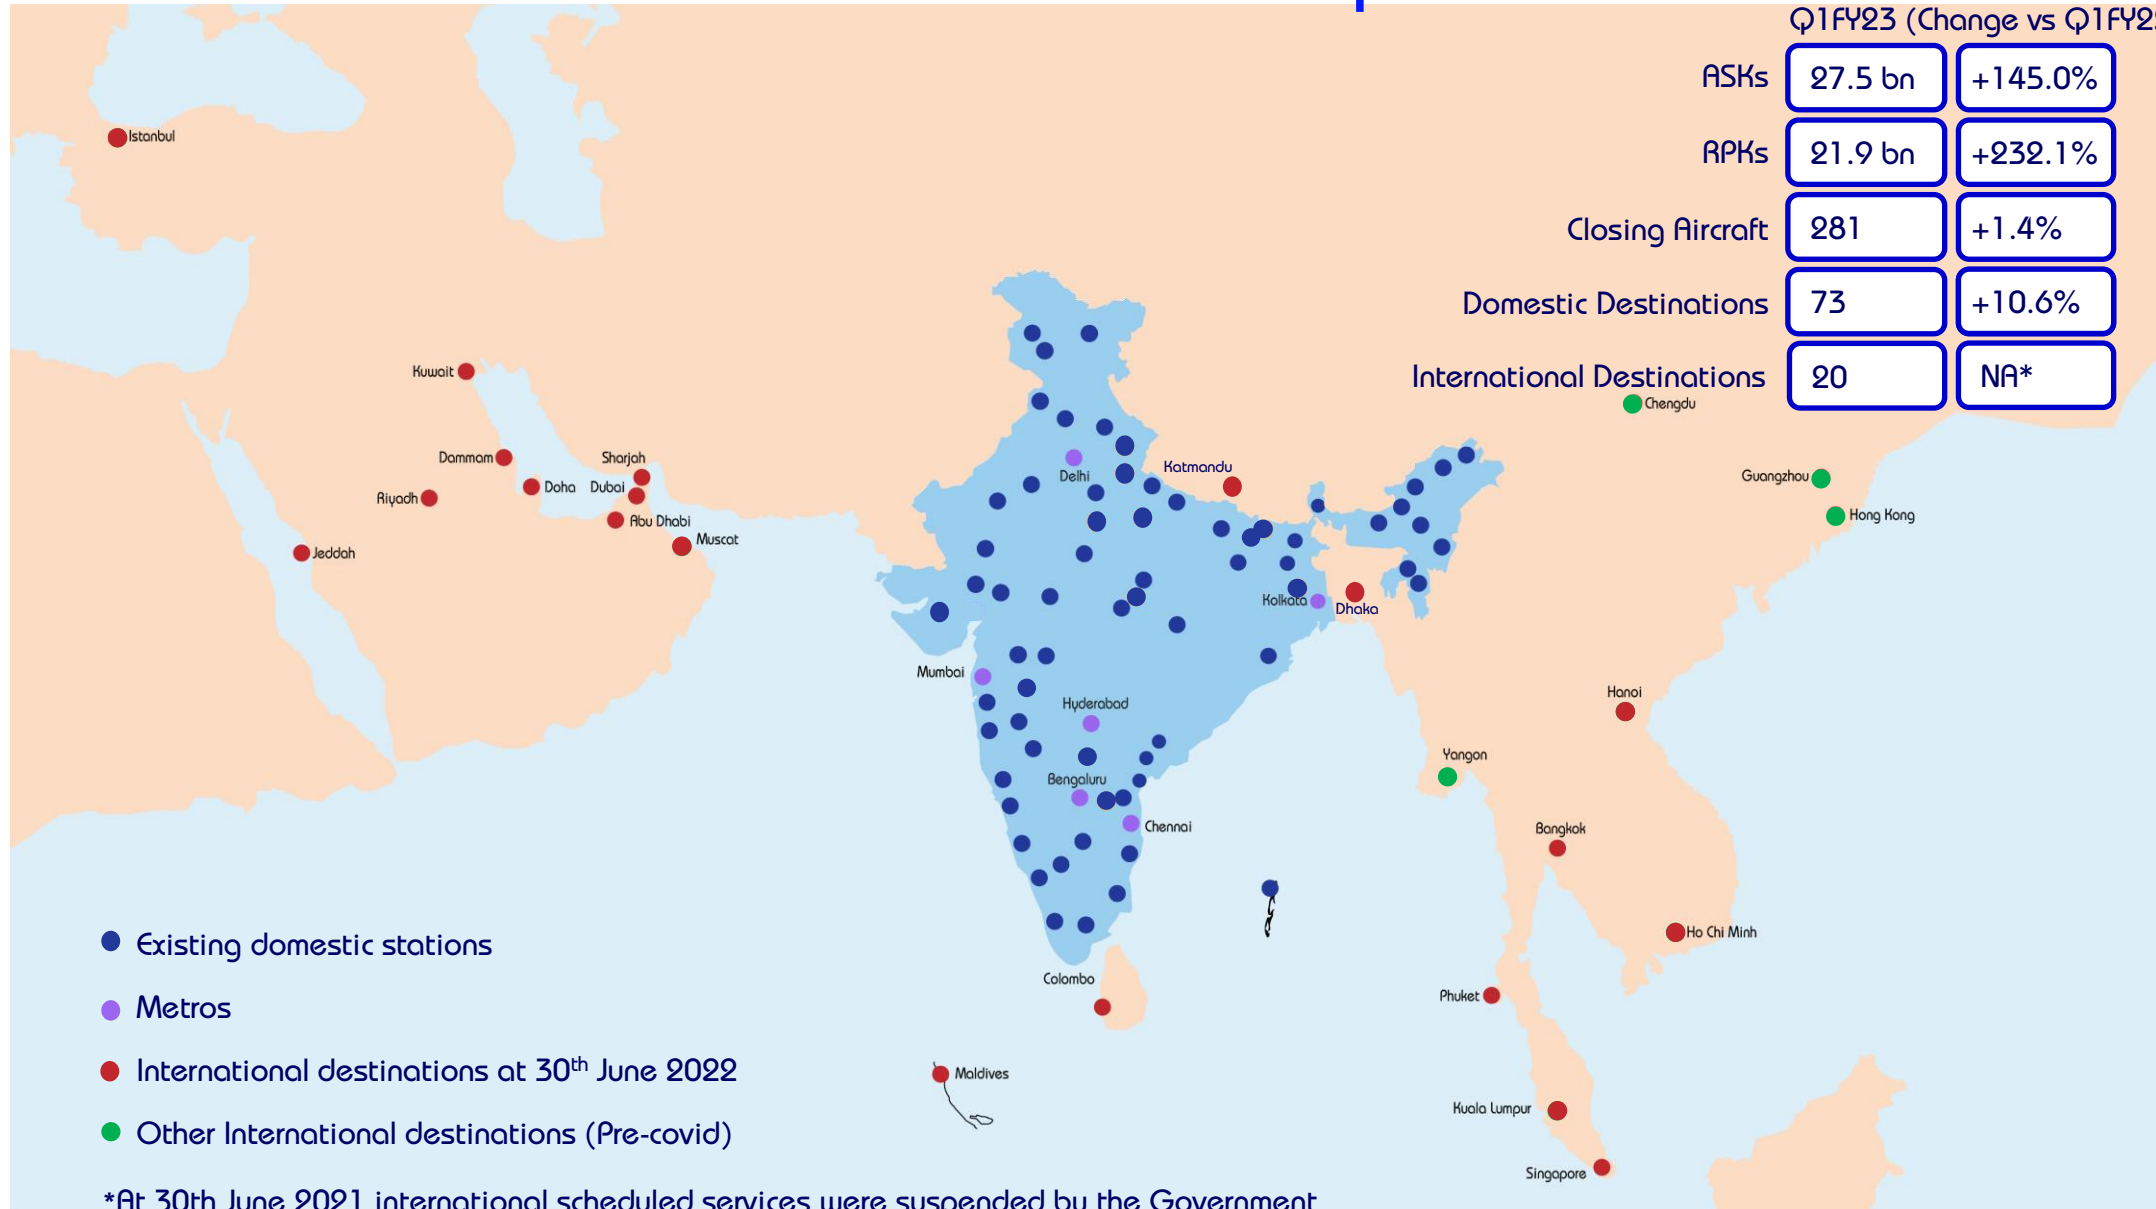 Q1FY23 (Change vs Q1FY22
ASKs 27.5 bn +145.0%
RPKs 21.9 bn +232.1%
Closing Aircraft 281 +1.4%
Domestic Destinations 73 +10.6%
International Destinations 20 NA*
Istanbul
Kuwait
Chengdu
Dammam
Sharjah
Katmandu
Delhi
Guangzhou
Riyadh
Doha
Dubai
Abu Dhabi
Hong Kong
Muscat
Jeddah
Kolkata
Dhaka
Mumbai
Hanoi
Hyderabad
Yangon
Bengaluru
Chennai
Bangkok
Ho Chi Minh
Existing domestic stations
Colombo
Phuket
Metros
International destinations at 30th June 2022
Maldives
Kuala Lumpur
Other International destinations (Pre-covid)
Singapore
*At 30th June 2021 international scheduled services were suspended by the Government